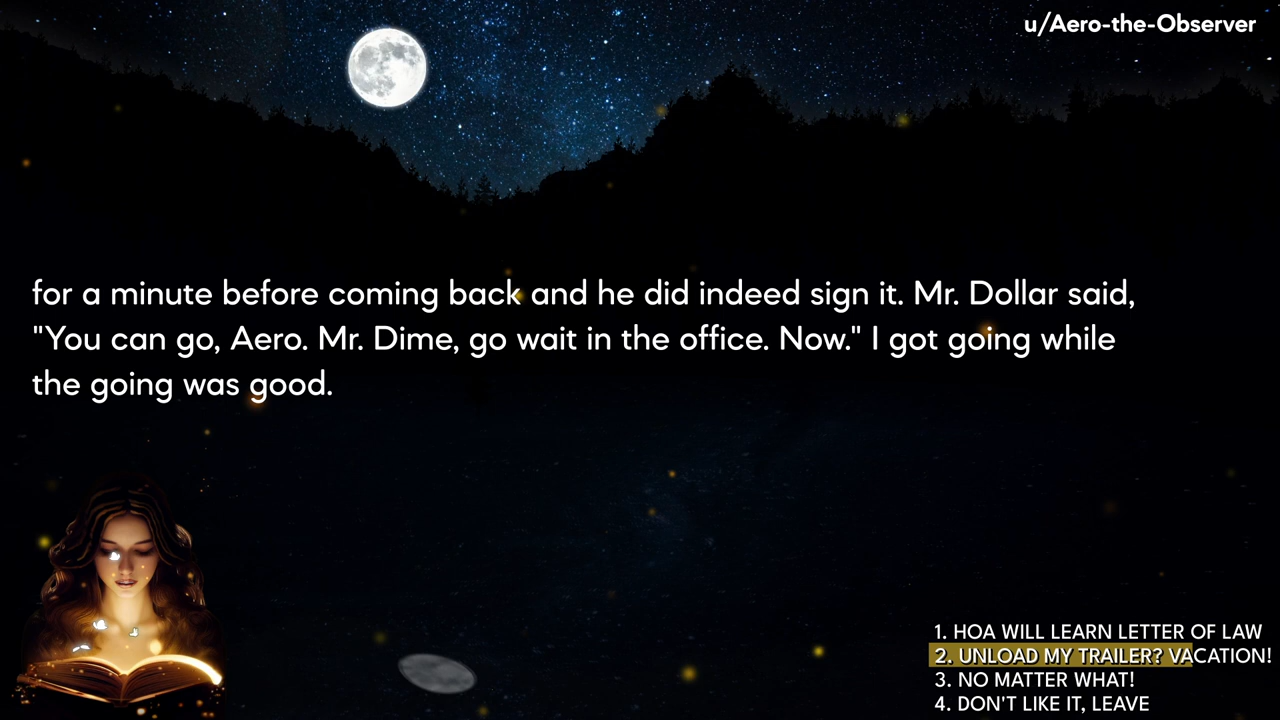 u/Aero-the-Observer
for a minute before coming back and he did indeed sign it. Mr. Dollar said,
"You can go, Aero. Mr. Dime, go wait in the office. Now." I got going while
the going was good.
1. HOA WILL LEARN LETTER OF LAW
2. UNLOAD MY TRAILER? VACATION!
3. NO MATTER WHAT!
4. DON'T LIKE IT, LEAVE